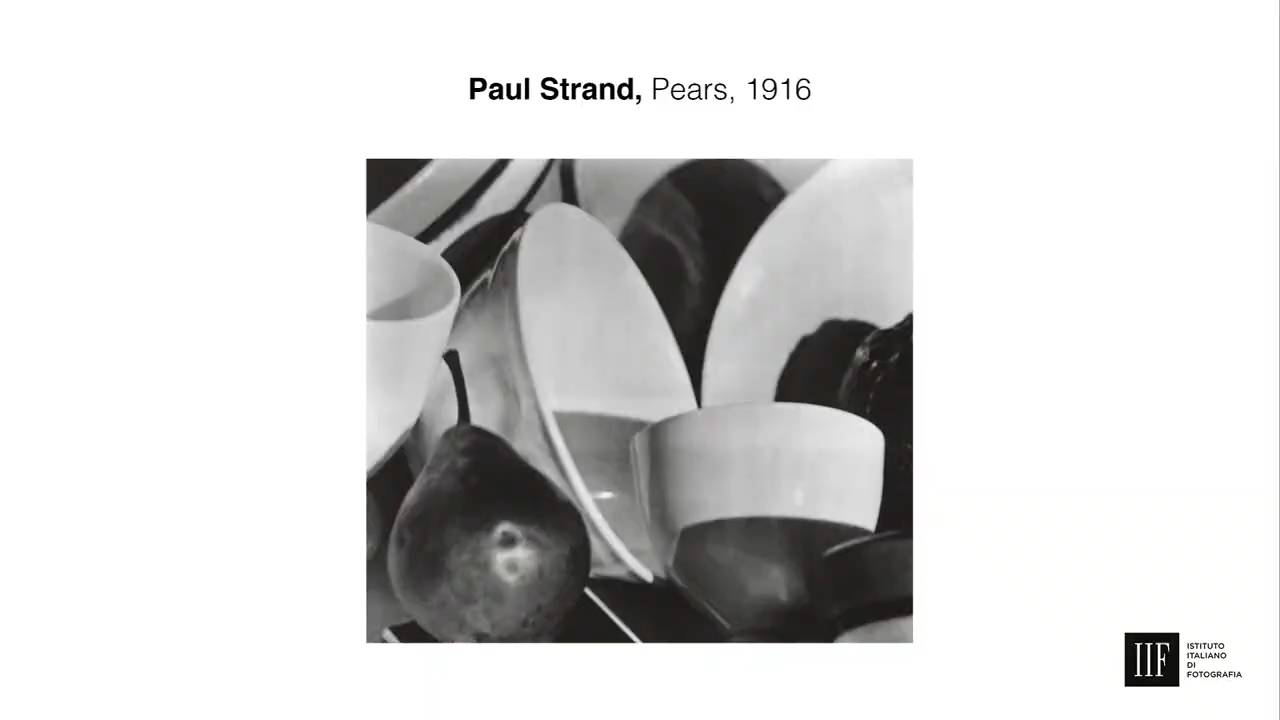 Paul Strand, Pears, 1916
IIF
ISTITUTO
ITALIANO
DI
FOTOGRAFIA